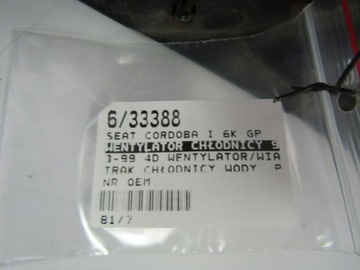 6/33388
SEAT CORDOBA I 6K GP
WENTYLATOR CHŁODNICY 9
3-99 4D WENTYLATOR/WIA
TRAK CHŁODNICY WODY P
NR OEM
81/7